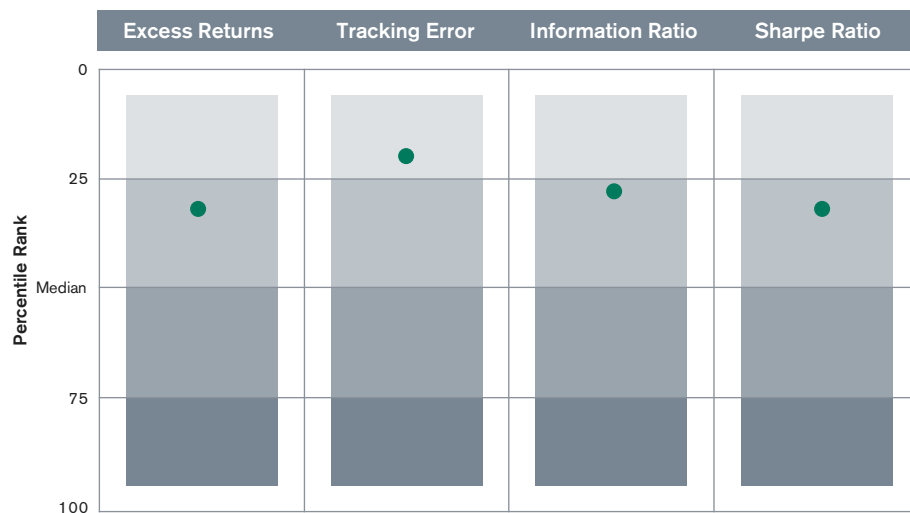 Excess Returns Tracking Error Information Ratio Sharpe Ratio
0
25
Percentile Rank
Median
75
100